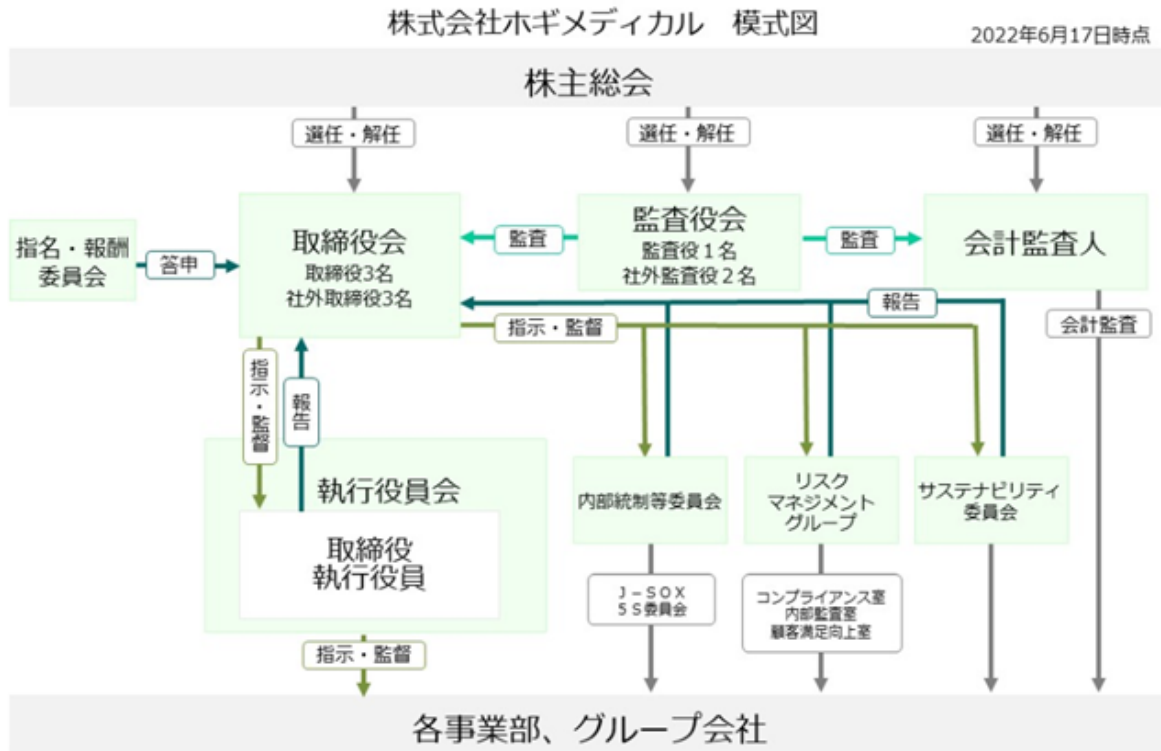 株式会社ホギメディカル　模式図
2022年6月17日時点
株主総会
選任・解任
選任・解任
選任・解任
指名・報酬
委員会
答申
取締役会
取締役3名
社外取締役3名
監査
監査役会
監査役１名
社外監査役２名
監査
会計監査人
報告
指示・監督
会計監査
指示・監督
報告
執行役員会
取締役
執行役員
内部統制等委員会
リスク
マネジメント
グループ
サステナビリティ
委員会
Ｊ－ＳＯＸ
５Ｓ委員会
コンプライアンス室
内部監査室
顧客満足向上室
指示・監督
各事業部、グループ会社